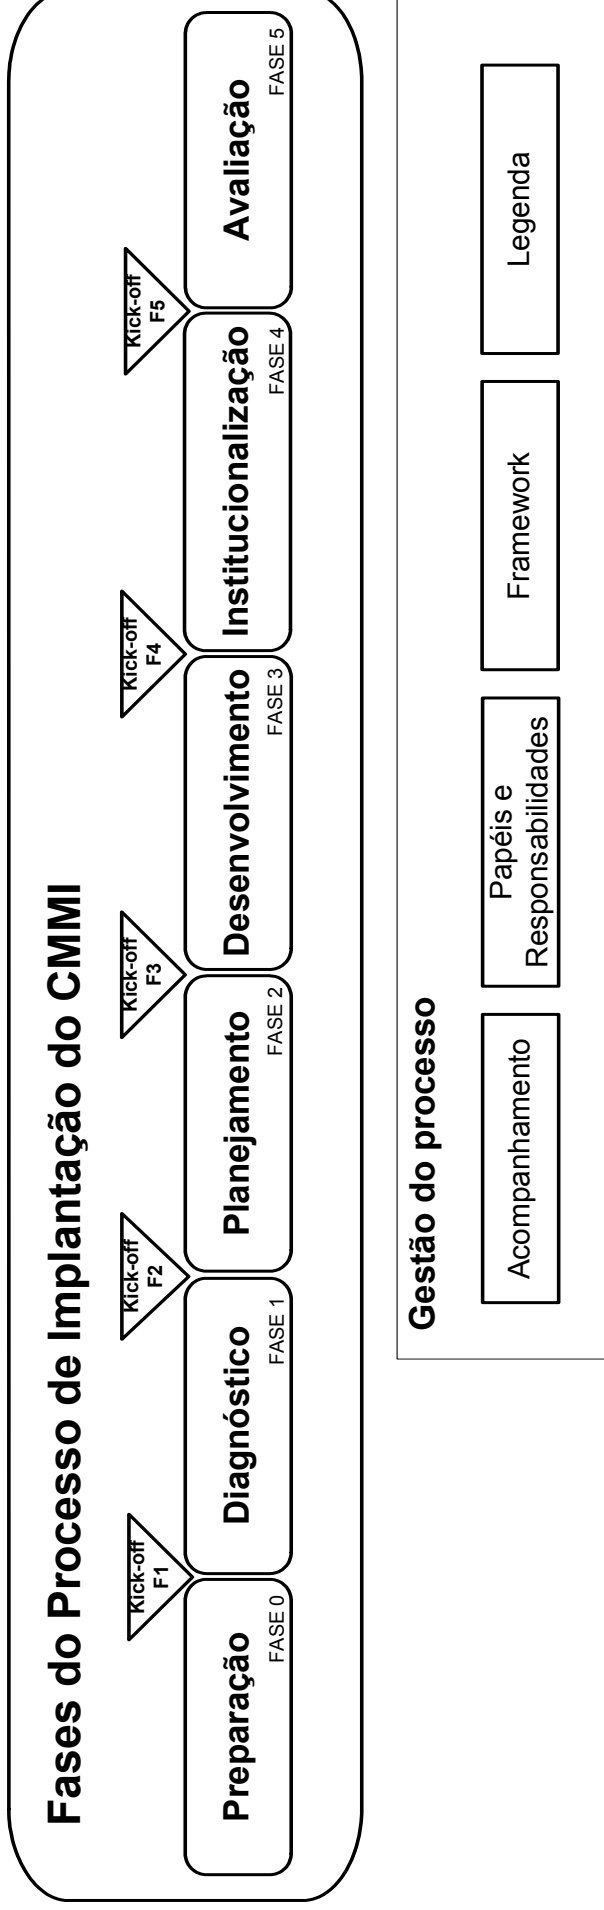 Fases do Processo de Implantação do CMMI
Kick-off
F1
Kick-off
F2
Kick-off
F3
Kick-off
F4
Kick-off
F5
Preparação
FASE 0
Diagnóstico
FASE 1
Planejamento
FASE 2
Desenvolvimento
FASE 3
Institucionalização
FASE 4
Avaliação
FASE 5
Gestão do processo
Acompanhamento
Papéis e
Responsabilidades
Framework
Legenda